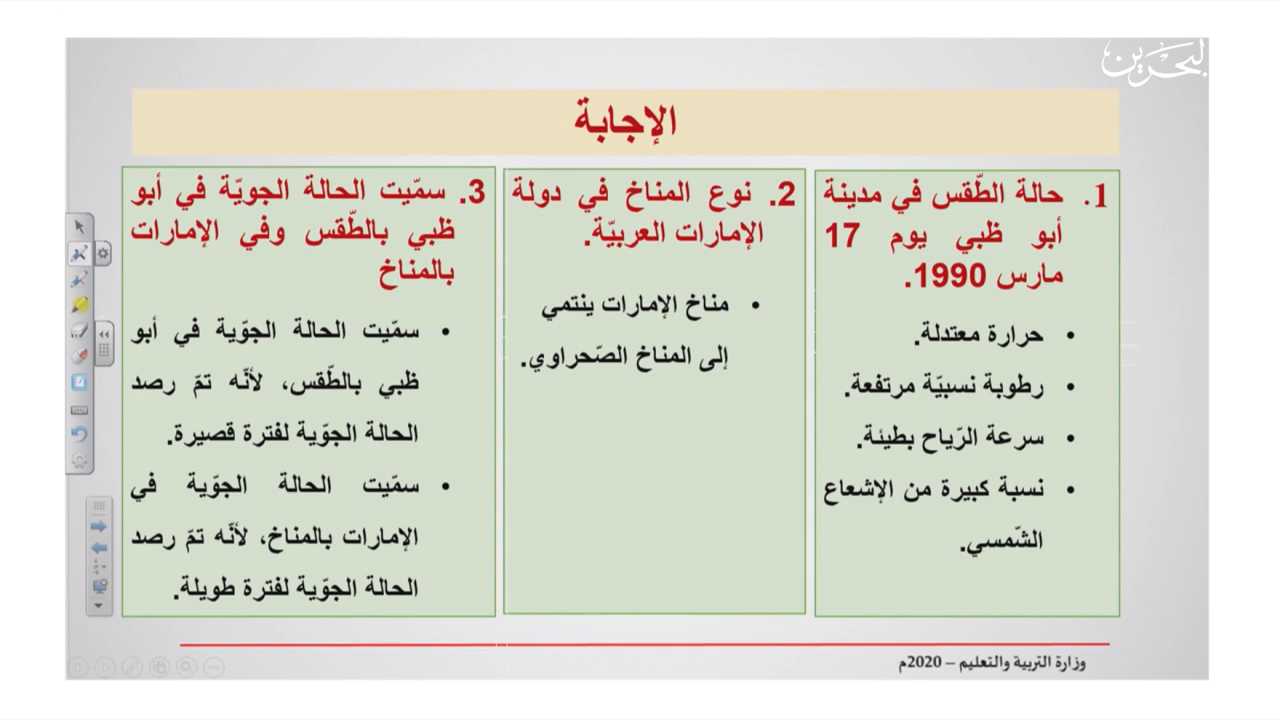 البحرين
الإجابة
1. حالة الطّقس في مدينة
أبو ظبي يوم 17
مارس 1990.
• حرارة معتدلة.
• رطوبة نسبيّة مرتفعة.
• سرعة الرّياح بطيئة.
• نسبة كبيرة من الإشعاع
الشّمسي.
2. نوع المناخ في دولة
الإمارات العربيّة.
• مناخ الإمارات ينتمي
إلى المناخ الصّحراوي.
3. سمّيت الحالة الجويّة في أبو
ظبي بالطّقس وفي الإمارات
بالمناخ
• سمّيت الحالة الجوّية في أبو
ظبي بالطّقس، لأنّه تمّ رصد
الحالة الجوّية لفترة قصيرة.
• سمّيت الحالة الجوّية في
الإمارات بالمناخ، لأنّه تمّ رصد
الحالة الجوّية لفترة طويلة.
وزارة التربية والتعليم – 2020م